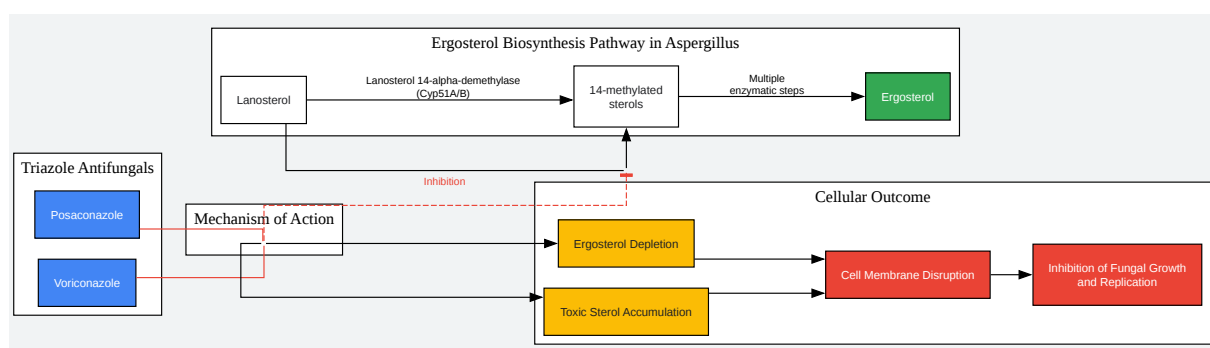 Ergosterol Biosynthesis Pathway in Aspergillus
Lanosterol
Lanosterol 14-alpha-demethylase
(Cyp51A/B)
14-methylated
sterols
Multiple
enzymatic steps
Ergosterol
Triazole Antifungals
Posaconazole
Voriconazole
Inhibition
Mechanism of Action
Cellular Outcome
Ergosterol Depletion
Toxic Sterol Accumulation
Cell Membrane Disruption
Inhibition of Fungal Growth
and Replication